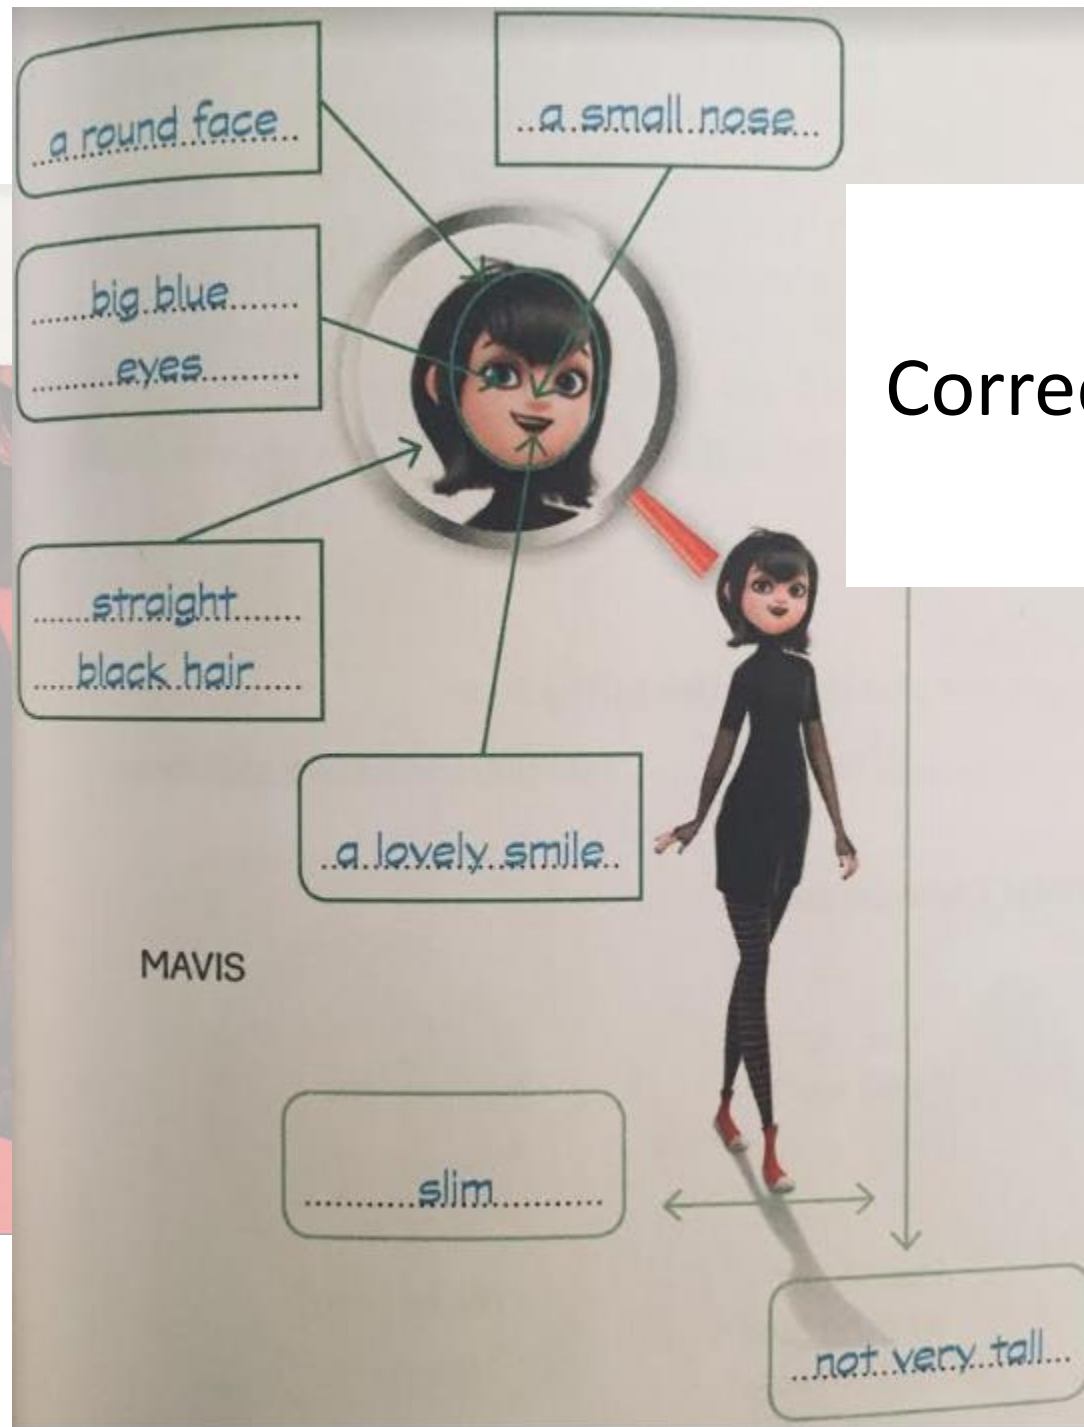 a round face
a small nose
big blue
eyes
straight
black hair
a lovely smile
MAVIS
slim
not very tall